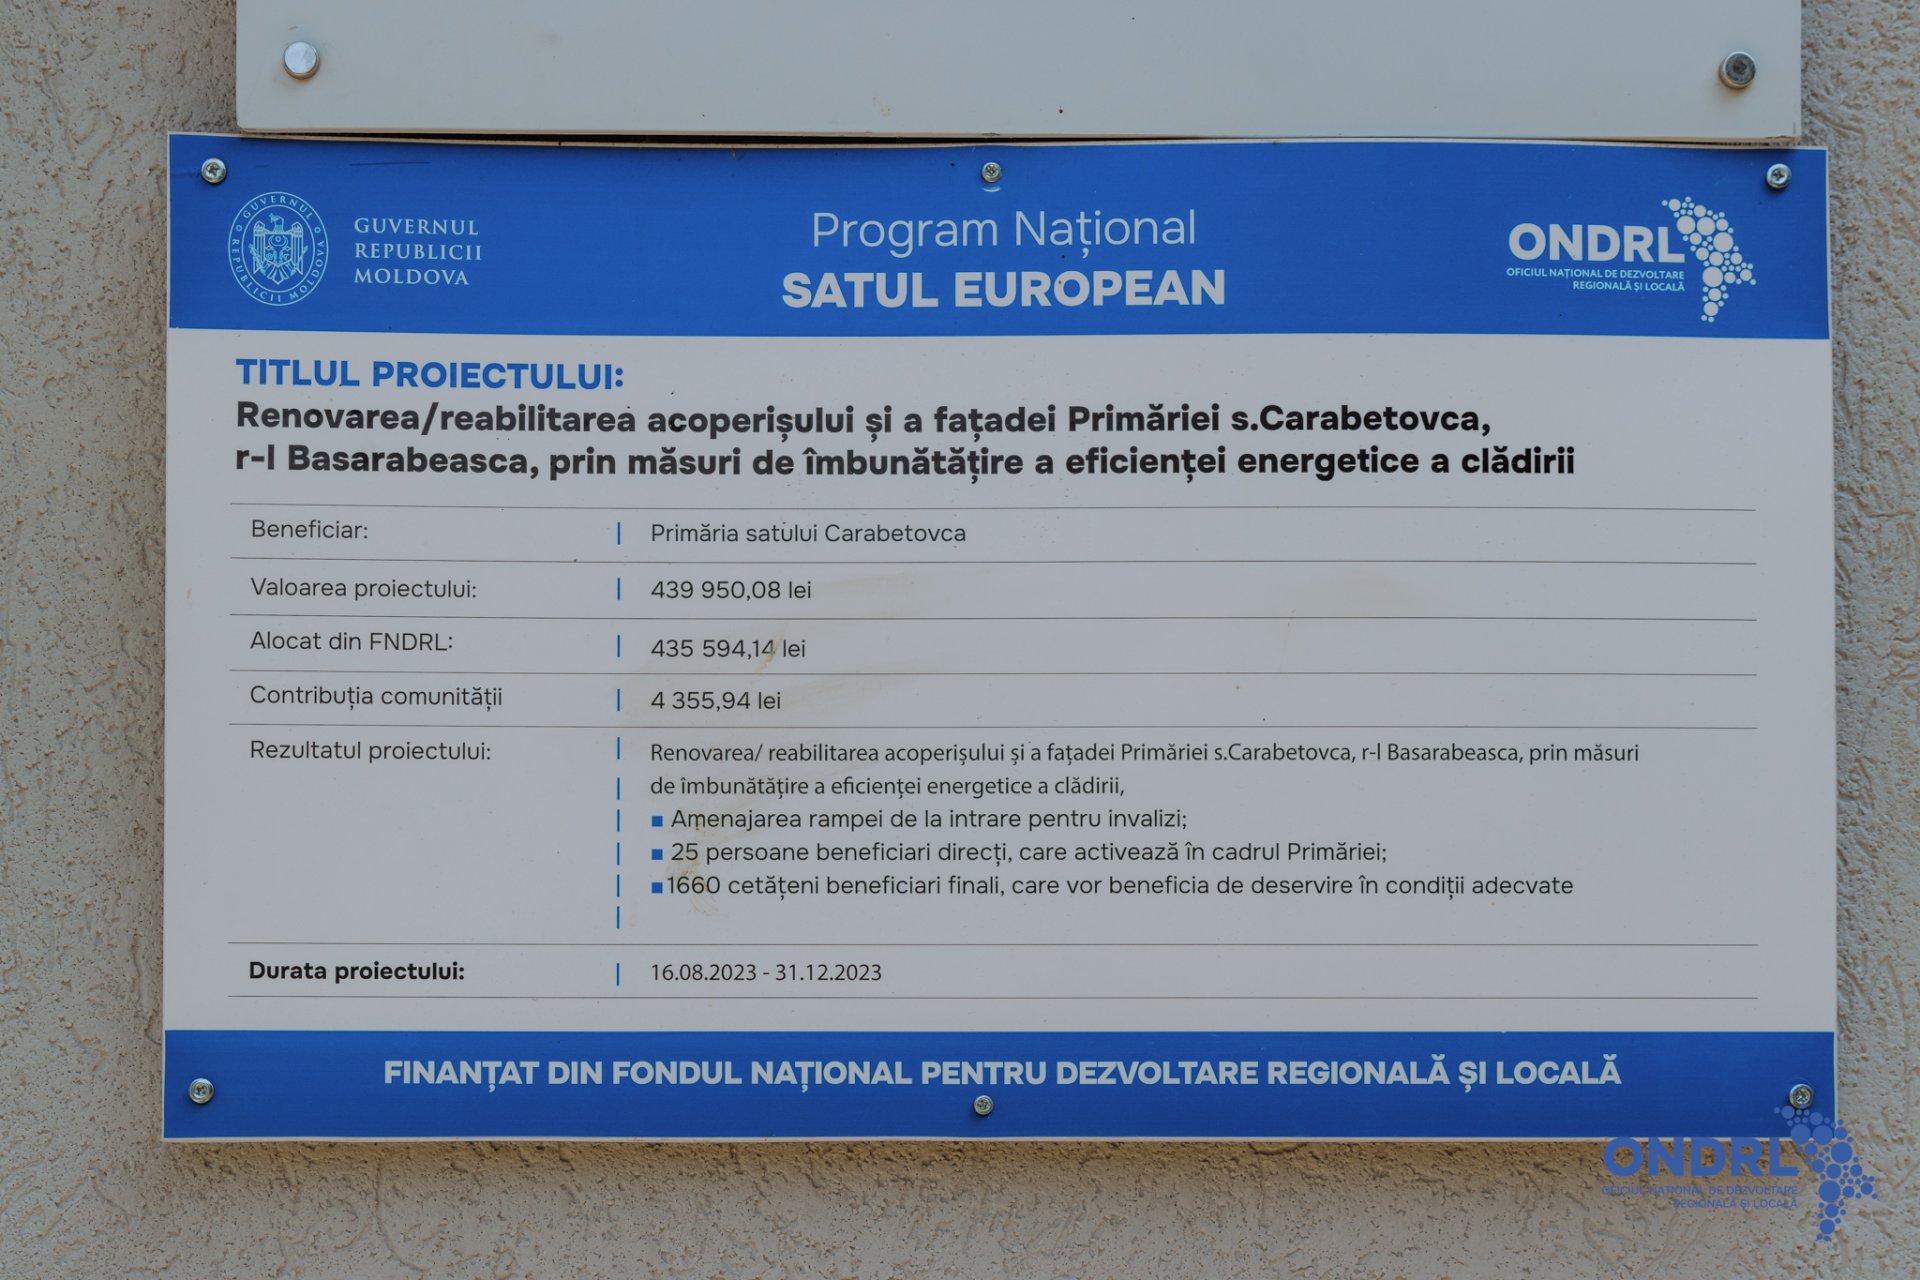 GUVERNUL REPUBLICII MOLDOVA
GUVERNUL
REPUBLICII
MOLDOVA
Program Național
SATUL EUROPEAN
ONDRL
OFICIUL NAȚIONAL DE DEZVOLTARE
REGIONALĂ ȘI LOCALĂ
TITLUL PROIECTULUI:
Renovarea/reabilitarea acoperișului și a fațadei Primăriei s.Carabetovca,
r-l Basarabeasca, prin măsuri de îmbunătățire a eficienței energetice a clădirii
Beneficiar: | Primăria satului Carabetovca
Valoarea proiectului: | 439 950,08 lei
Alocat din FNDRL: | 435 594,14 lei
Contribuția comunității | 4 355,94 lei
Rezultatul proiectului: | Renovarea/ reabilitarea acoperișului și a fațadei Primăriei s.Carabetovca, r-l Basarabeasca, prin măsuri
de îmbunătățire a eficienței energetice a clădirii,
▪ Amenajarea rampei de la intrare pentru invalizi;
▪ 25 persoane beneficiari direcți, care activează în cadrul Primăriei;
▪ 1660 cetățeni beneficiari finali, care vor beneficia de deservire în condiții adecvate
Durata proiectului: | 16.08.2023 - 31.12.2023
FINANȚAT DIN FONDUL NAȚIONAL PENTRU DEZVOLTARE REGIONALĂ ȘI LOCALĂ
ONDRL
OFICIUL NAȚIONAL DE DEZVOLTARE
REGIONALĂ ȘI LOCALĂ